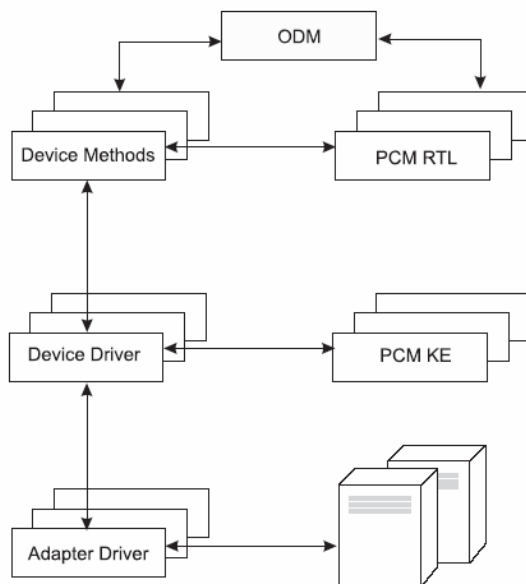 ODM
Device Methods
PCM RTL
Device Driver
PCM KE
Adapter Driver